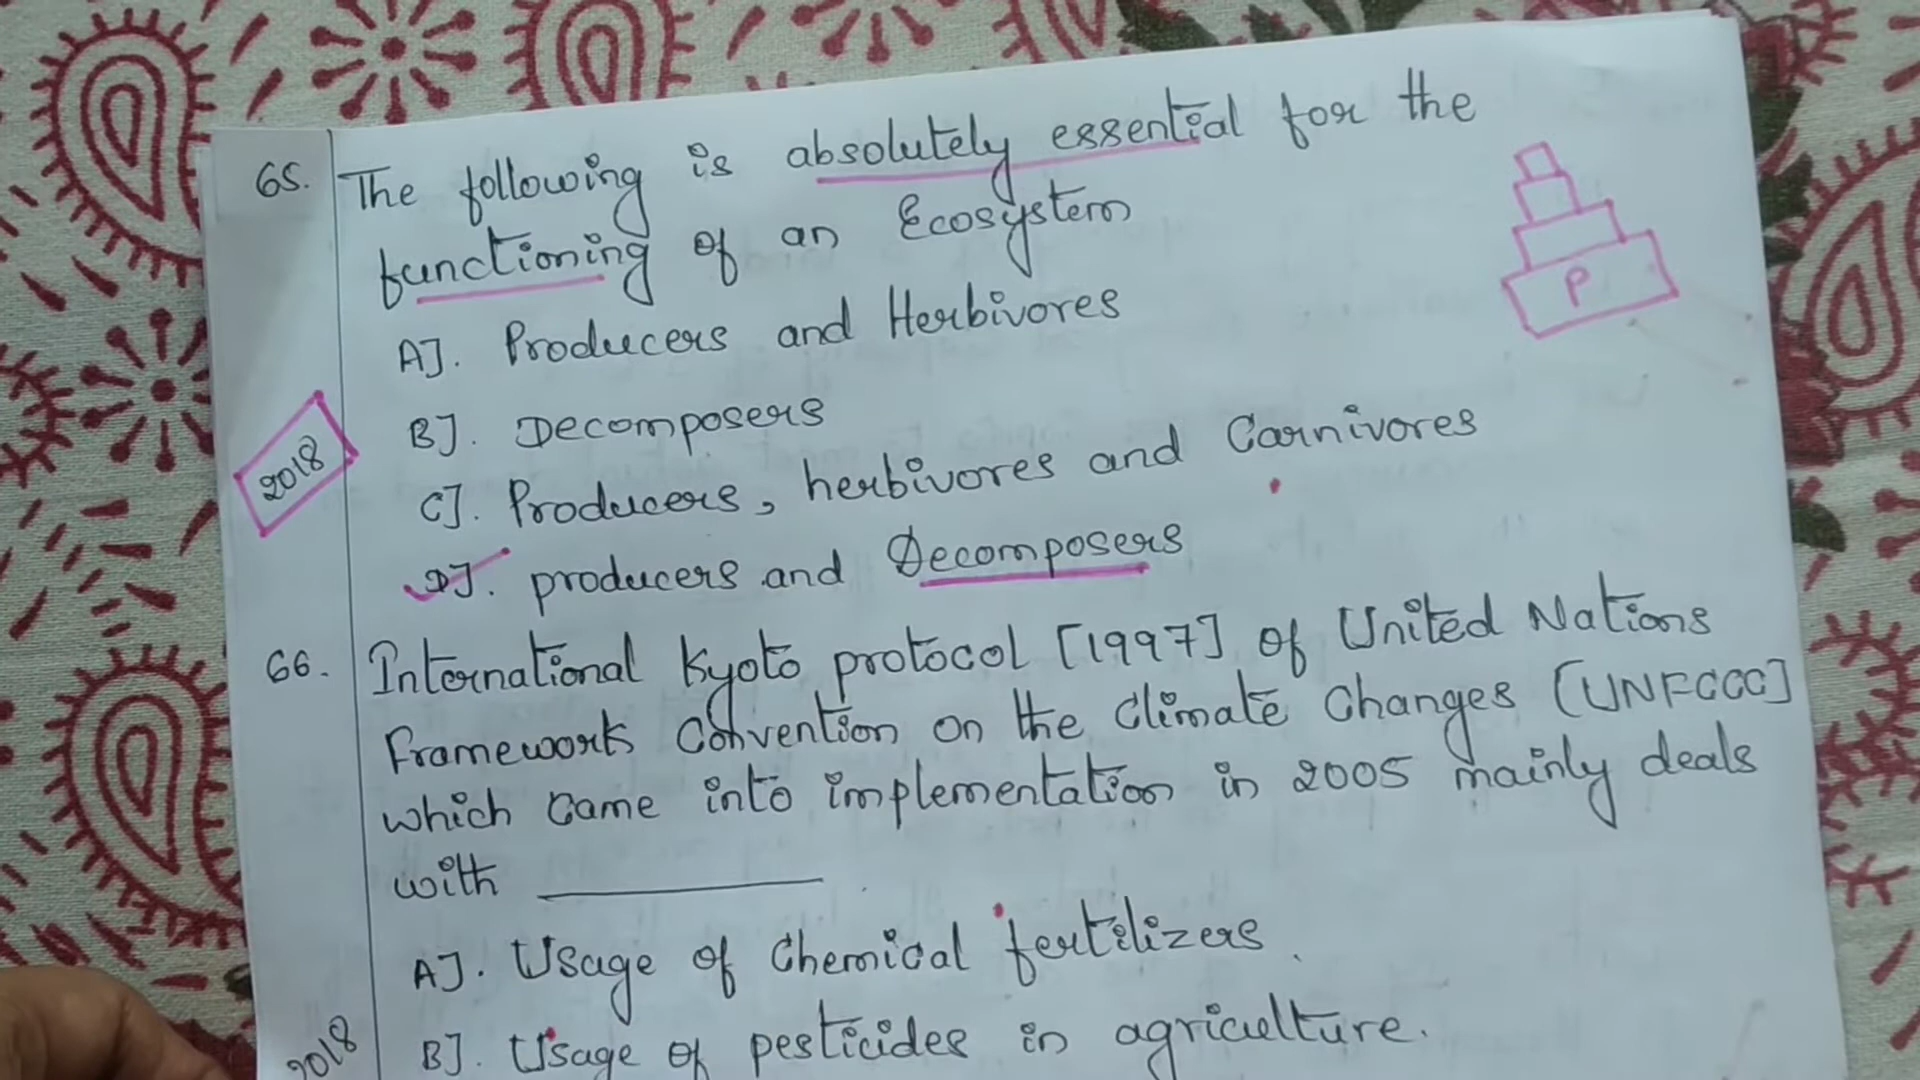 65. The following is absolutely essential for the
functioning of an Ecosystem
A]. Producers and Herbivores
B]. Decomposers
2018
C]. Producers, herbivores and Carnivores
D]. producers and Decomposers
P
66. International Kyoto protocol [1997] of United Nations
Framework Convention on the Climate Changes [UNFCCC]
which came into implementation in 2005 mainly deals
with ________
A]. Usage of Chemical fertilizers.
2018
B]. Usage of pesticides in agriculture.